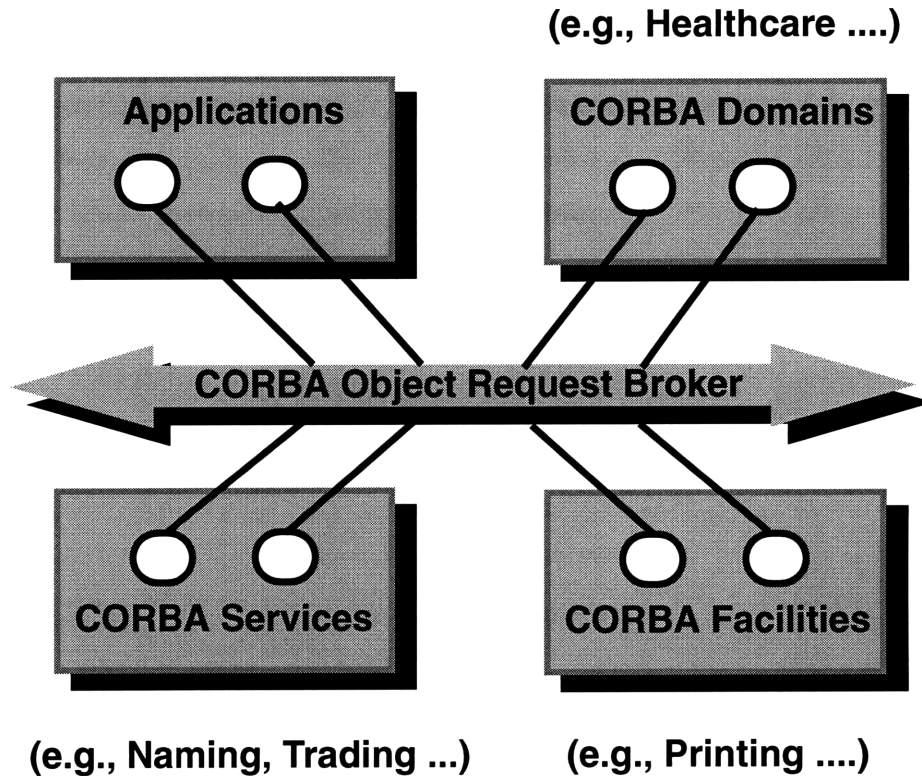 (e.g., Healthcare ....)
Applications
CORBA Domains
CORBA Object Request Broker
CORBA Services
CORBA Facilities
(e.g., Naming, Trading ...)
(e.g., Printing ....)